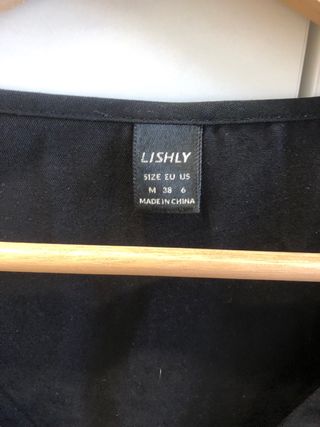 LISHLY
SIZE EU US
M 38 6
MADE IN CHINA